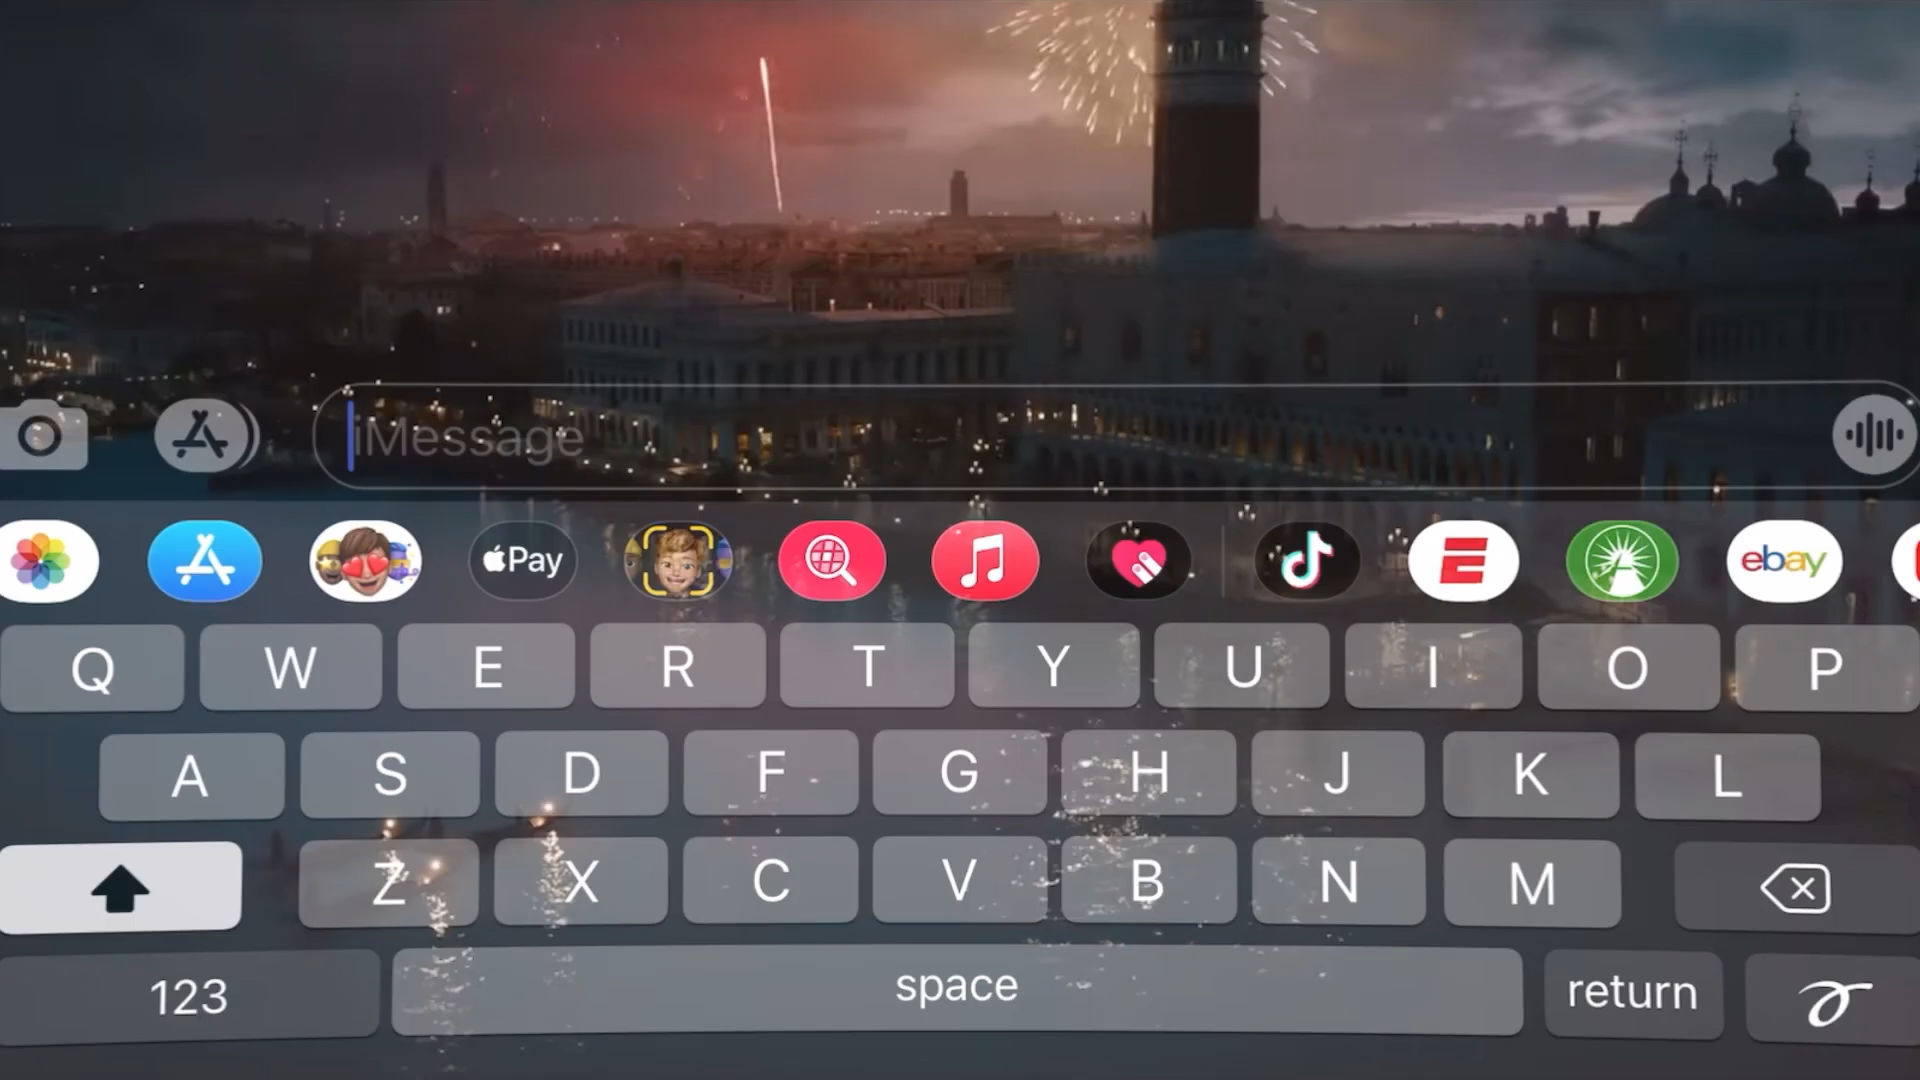 iMessage
Pay
ebay
Q W E R T Y U I O P
A S D F G H J K L
Z X C V B N M
123 space return